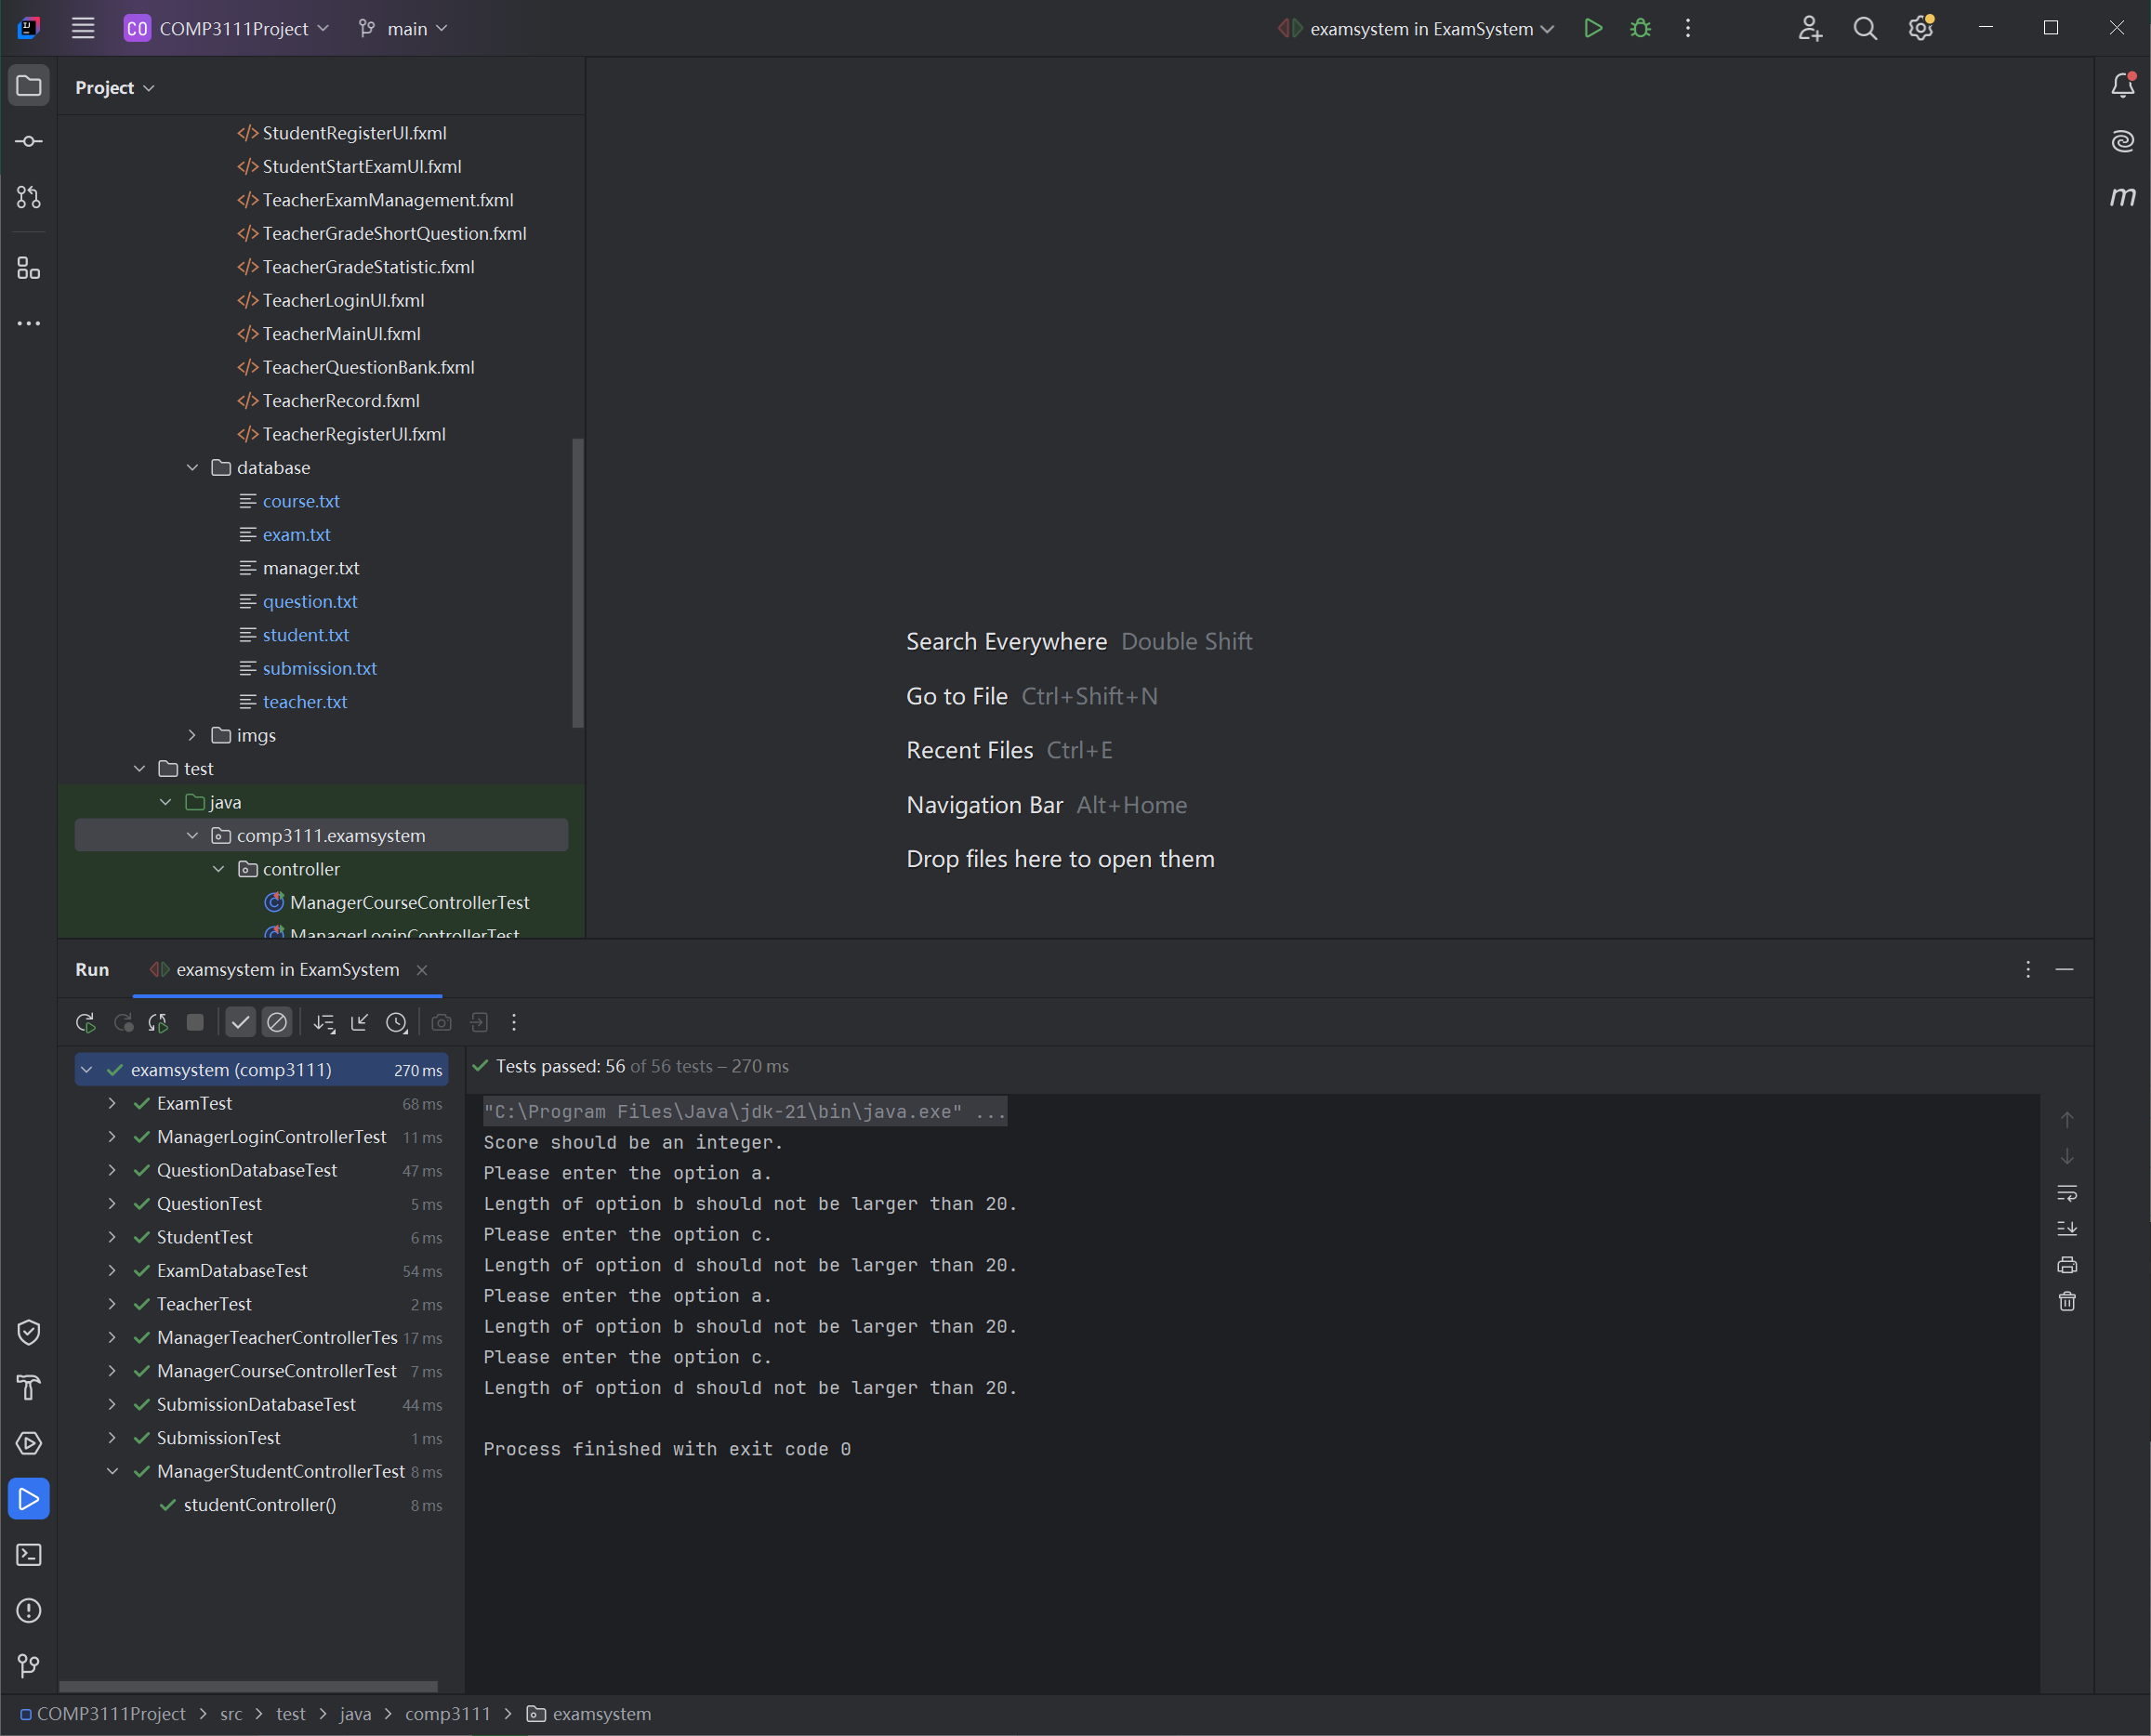 CO COMP3111Project main examsystem in ExamSystem
Project
StudentRegisterUI.fxml
StudentStartExamUI.fxml
TeacherExamManagement.fxml
TeacherGradeShortQuestion.fxml
TeacherGradeStatistic.fxml
TeacherLoginUI.fxml
TeacherMainUI.fxml
TeacherQuestionBank.fxml
TeacherRecord.fxml
TeacherRegisterUI.fxml
database
course.txt
exam.txt
manager.txt
question.txt
student.txt
submission.txt
teacher.txt
imgs
test
java
comp3111.examsystem
controller
ManagerCourseControllerTest
ManagerLoginControllerTest
Search Everywhere Double Shift
Go to File Ctrl+Shift+N
Recent Files Ctrl+E
Navigation Bar Alt+Home
Drop files here to open them
Run examsystem in ExamSystem
examsystem (comp3111) 270 ms
ExamTest 68 ms
ManagerLoginControllerTest 11 ms
QuestionDatabaseTest 47 ms
QuestionTest 5 ms
StudentTest 6 ms
ExamDatabaseTest 54 ms
TeacherTest 2 ms
ManagerTeacherControllerTes 17 ms
ManagerCourseControllerTest 7 ms
SubmissionDatabaseTest 44 ms
SubmissionTest 1 ms
ManagerStudentControllerTest 8 ms
studentController() 8 ms
Tests passed: 56 of 56 tests – 270 ms
"C:\Program Files\Java\jdk-21\bin\java.exe" ...
Score should be an integer.
Please enter the option a.
Length of option b should not be larger than 20.
Please enter the option c.
Length of option d should not be larger than 20.
Please enter the option a.
Length of option b should not be larger than 20.
Please enter the option c.
Length of option d should not be larger than 20.
Process finished with exit code 0
COMP3111Project > src > test > java > comp3111 > examsystem